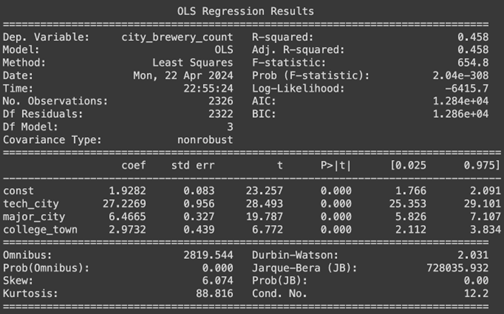 OLS Regression Results
Dep. Variable: city_brewery_count R-squared: 0.458
Model: OLS Adj. R-squared: 0.458
Method: Least Squares F-statistic: 654.8
Date: Mon, 22 Apr 2024 Prob (F-statistic): 2.04e-308
Time: 22:55:24 Log-Likelihood: -6415.7
No. Observations: 2326 AIC: 1.284e+04
Df Residuals: 2322 BIC: 1.286e+04
Df Model: 3
Covariance Type: nonrobust
coef std err t P>|t| [0.025 0.975]
const 1.9282 0.083 23.257 0.000 1.766 2.091
tech_city 27.2269 0.956 28.493 0.000 25.353 29.101
major_city 6.4665 0.327 19.787 0.000 5.826 7.107
college_town 2.9732 0.439 6.772 0.000 2.112 3.834
Omnibus: 2819.544 Durbin-Watson: 2.031
Prob(Omnibus): 0.000 Jarque-Bera (JB): 728035.932
Skew: 6.074 Prob(JB): 0.00
Kurtosis: 88.816 Cond. No. 12.2